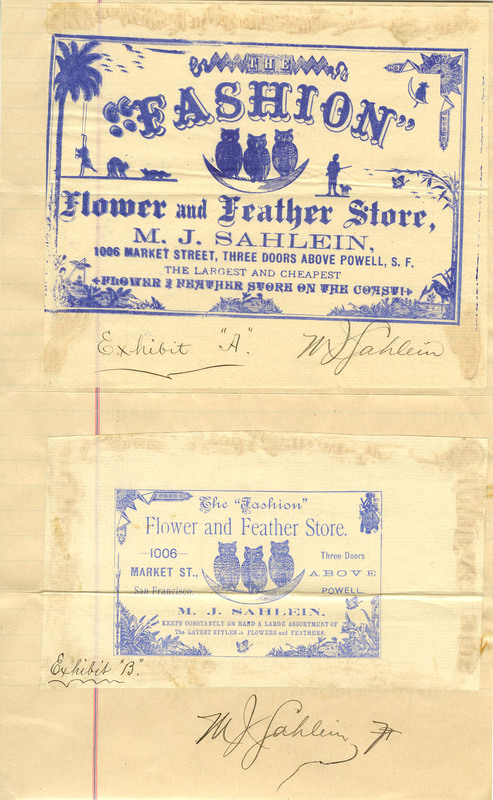 THE
"FASHION"
Flower and Feather Store,
M. J. SAHLEIN,
1006 MARKET STREET, THREE DOORS ABOVE POWELL, S. F.
THE LARGEST AND CHEAPEST
FLOWER & FEATHER STORE ON THE COAST!
Exhibit "A". M J Sahlein
The "Fashion"
Flower and Feather Store.
1006
MARKET ST.,
San Francisco.
Three Doors
ABOVE
POWELL.
M. J. SAHLEIN.
KEEPS CONSTANTLY ON HAND A LARGE ASSORTMENT OF
The LATEST STYLES in FLOWERS and FEATHERS.
Exhibit "B".
M J Sahlein